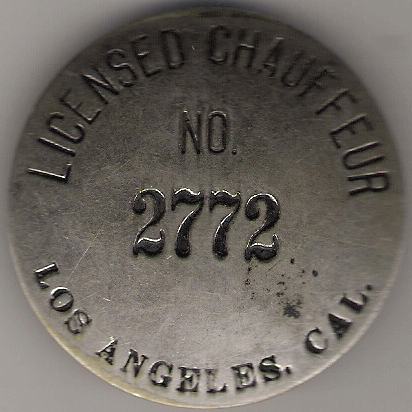 LICENSED CHAUFFEUR
NO.
2772
LOS ANGELES. CAL.